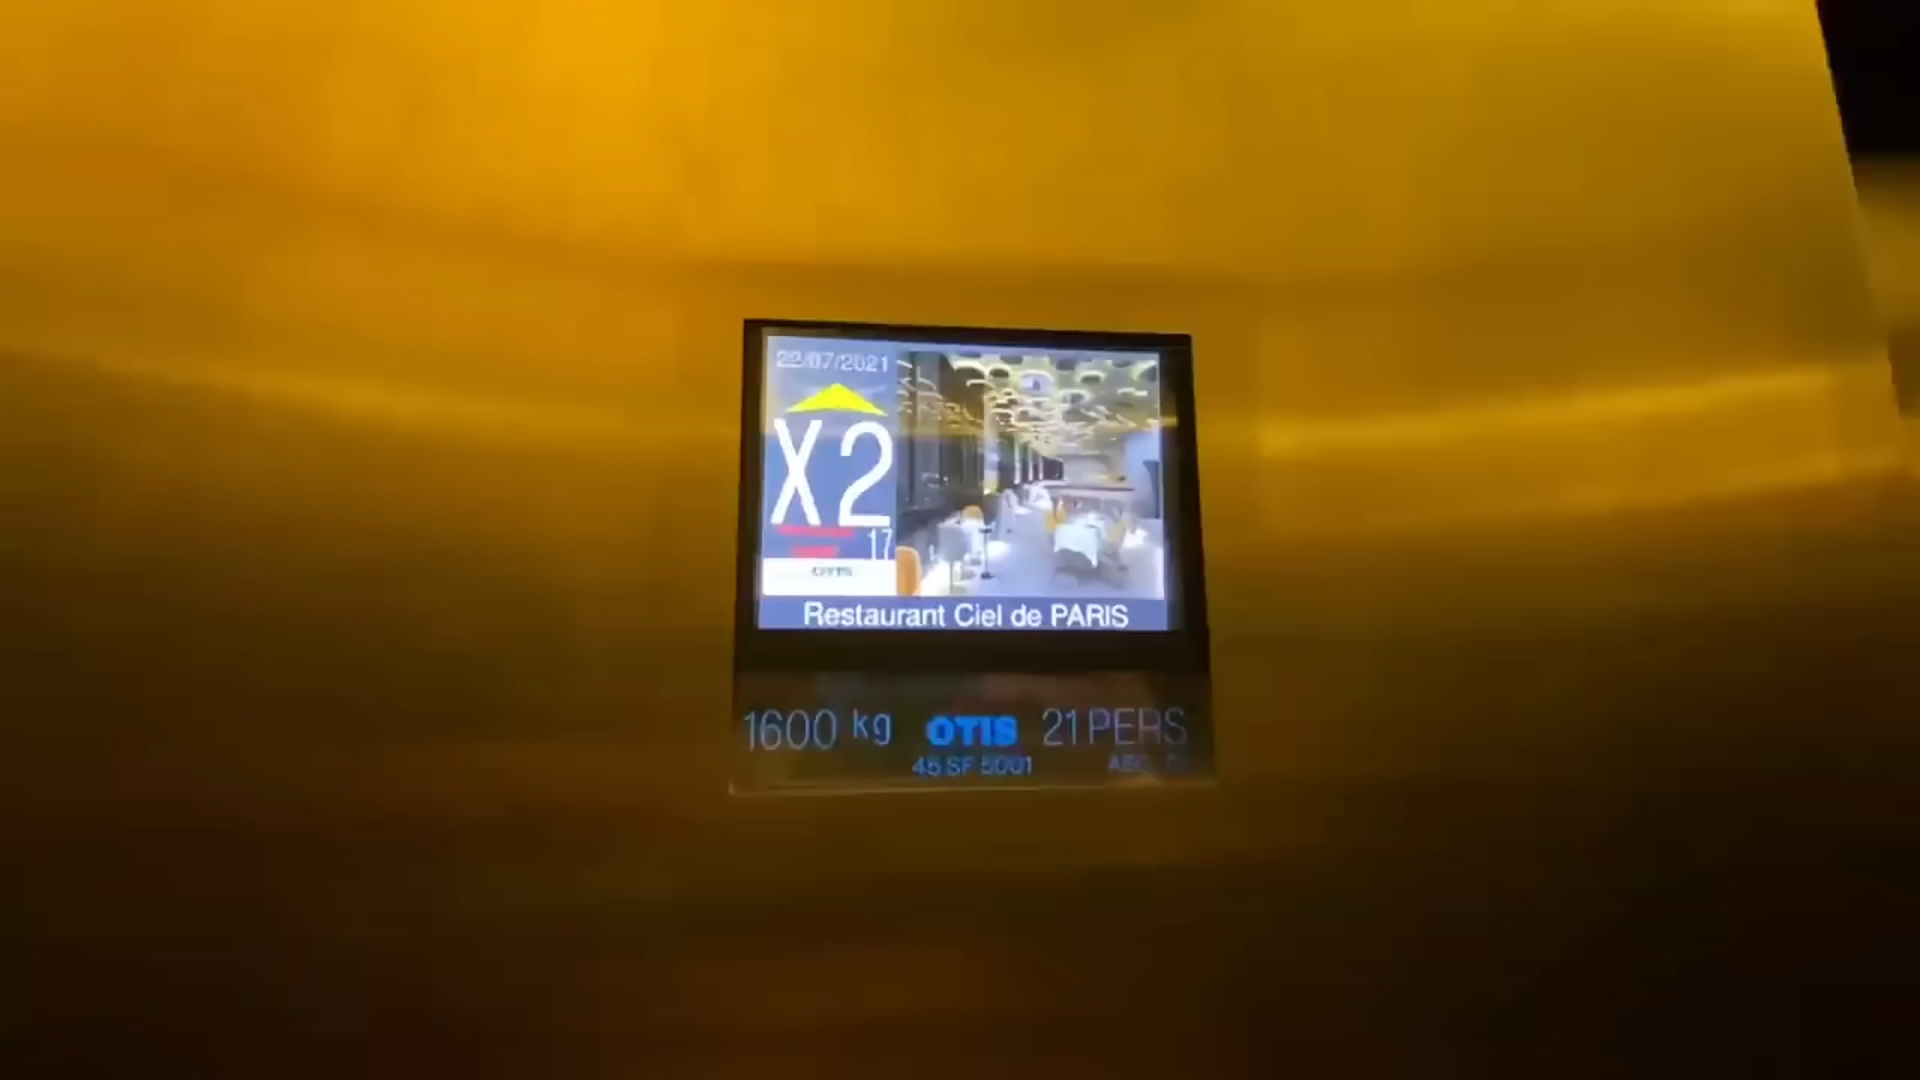 22/07/2021
X2
17
OTIS
Restaurant Ciel de PARIS
1600 kg OTIS 21 PERS
45 SF 5001